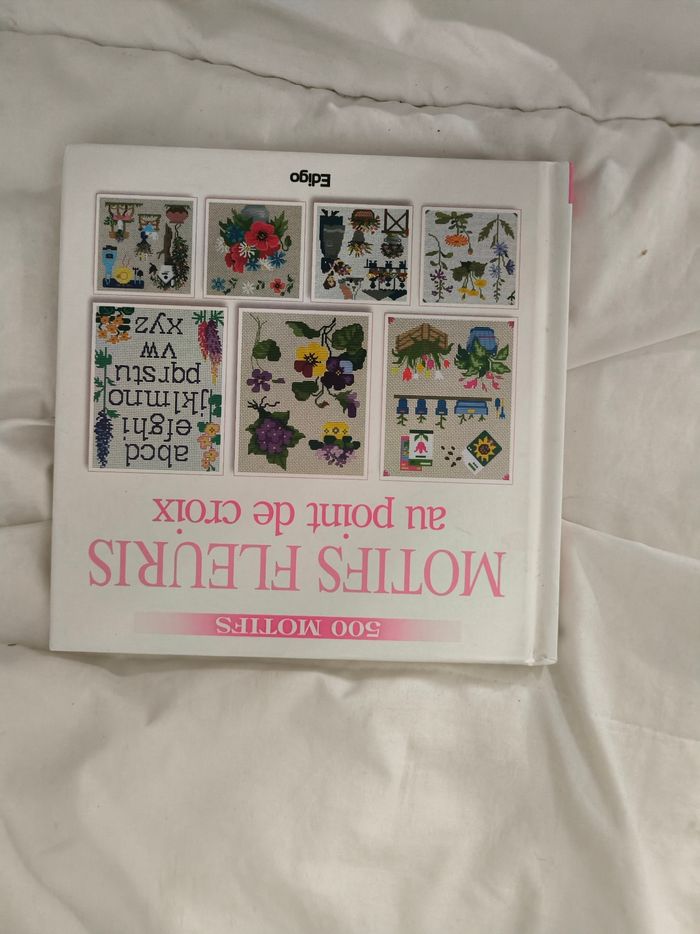 500 MOTIFS
MOTIFS FLEURIS
au point de croix
abcd
efghi
jklmno
pqrstu
vw
xyz
Edigo